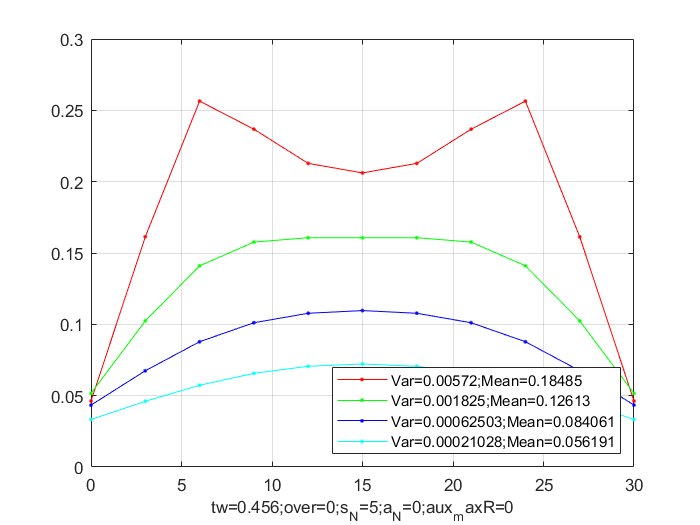 0.3
0.25
0.2
0.15
0.1
0.05
0
Var=0.00572;Mean=0.18485
Var=0.001825;Mean=0.12613
Var=0.00062503;Mean=0.084061
Var=0.00021028;Mean=0.056191
0 5 10 15 20 25 30
tw=0.456;over=0;s_N=5;a_N=0;aux_maxR=0